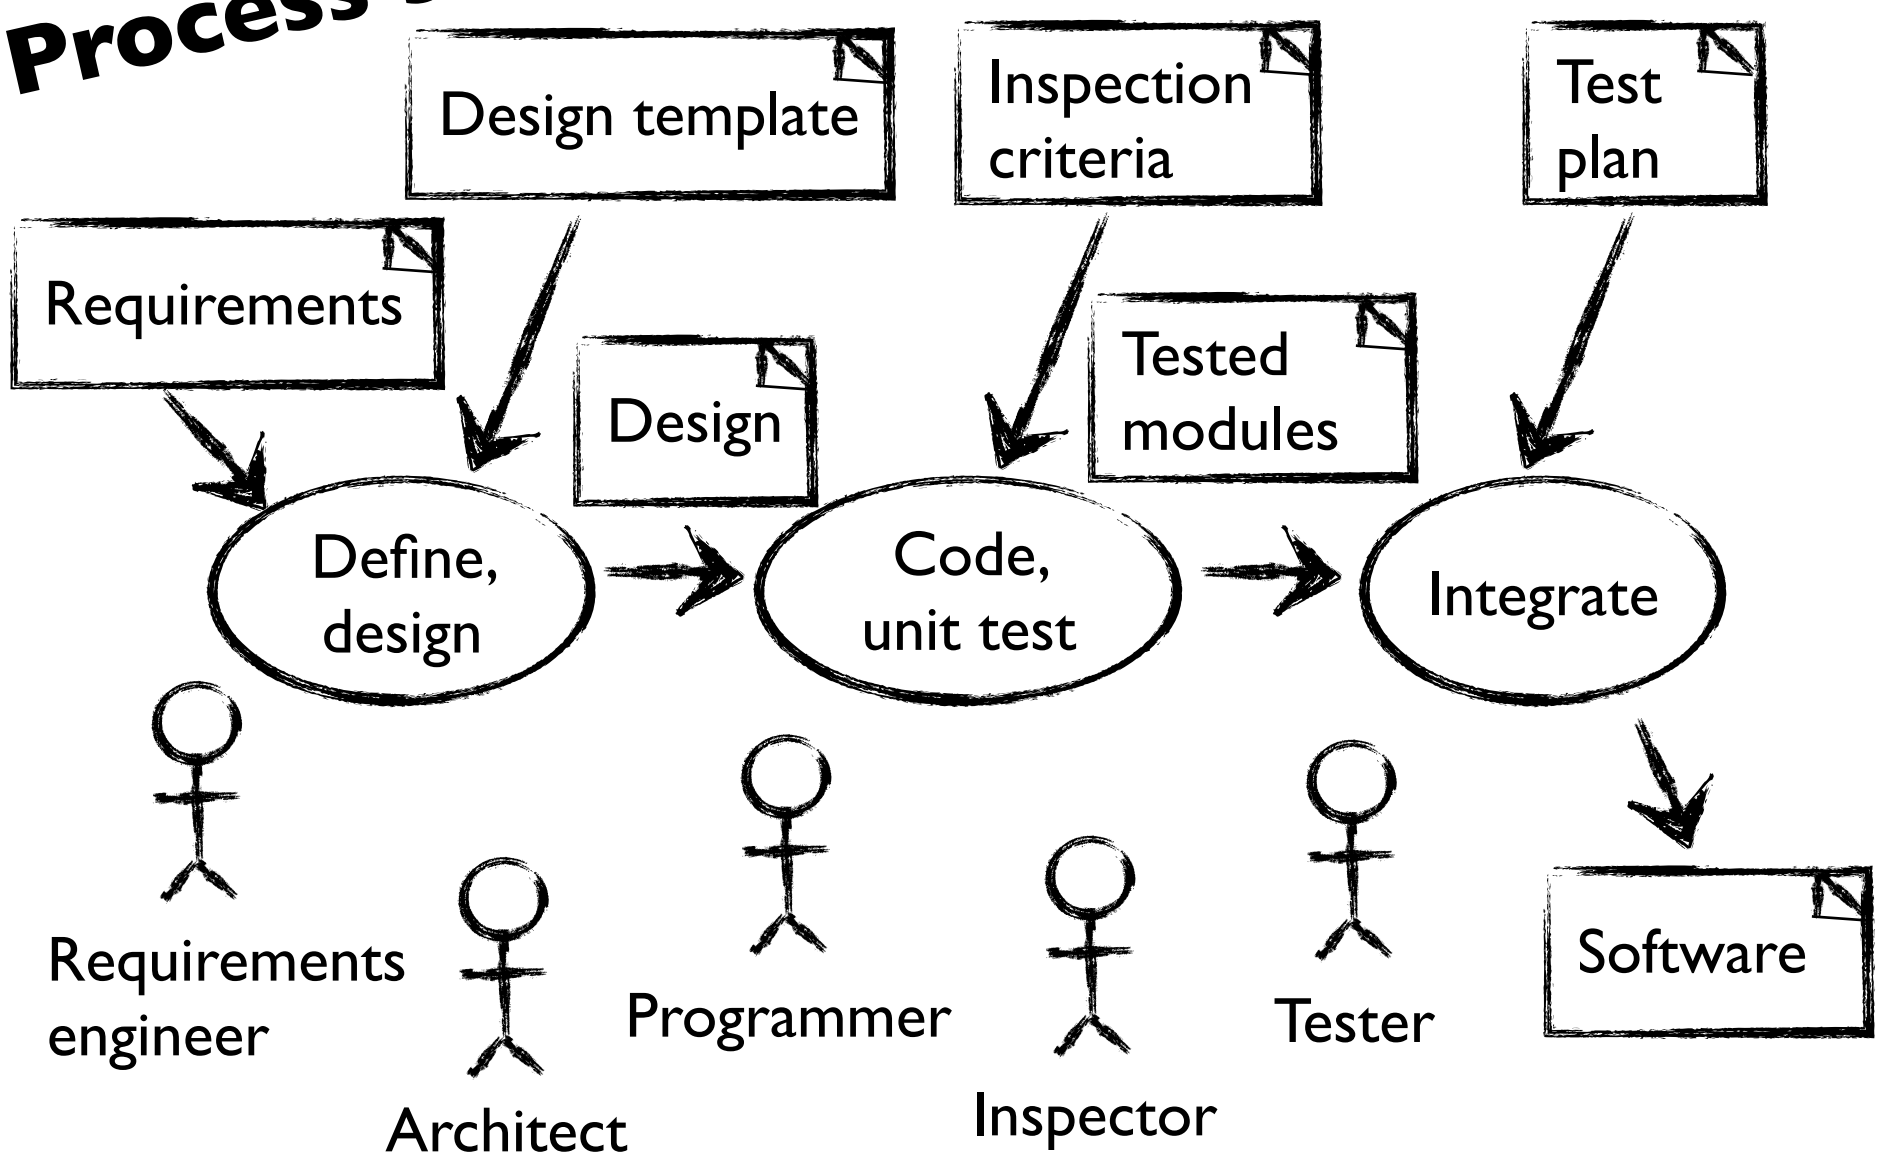 Process
Design template
Inspection
criteria
Test
plan
Requirements
Design
Tested
modules
Define,
design
Code,
unit test
Integrate
Requirements
engineer
Architect
Programmer
Inspector
Tester
Software